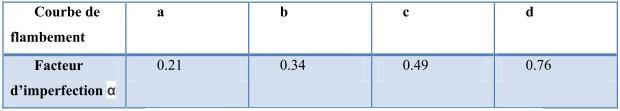 Courbe de flambement a b c d
Facteur d'imperfection α 0.21 0.34 0.49 0.76